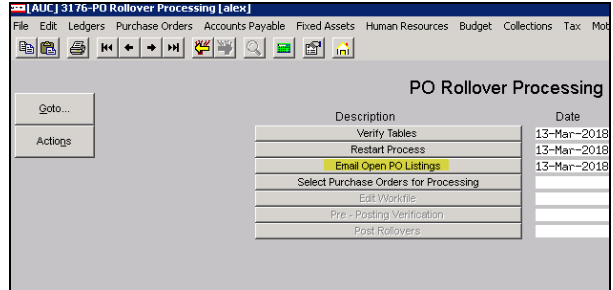 [AUC] 3176-PO Rollover Processing [alex]
File Edit Ledgers Purchase Orders Accounts Payable Fixed Assets Human Resources Budget Collections Tax Mot
PO Rollover Processing
Goto...
Actions
Description Date
Verify Tables 13-Mar-2018
Restart Process 13-Mar-2018
Email Open PO Listings 13-Mar-2018
Select Purchase Orders for Processing
Edit Workfile
Pre - Posting Verification
Post Rollovers